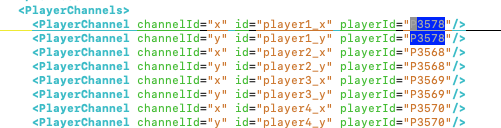 <PlayerChannels>
<PlayerChannel channelId="x" id="player1_x" playerId="P3578"/>
<PlayerChannel channelId="y" id="player1_y" playerId="P3578"/>
<PlayerChannel channelId="x" id="player2_x" playerId="P3568"/>
<PlayerChannel channelId="y" id="player2_y" playerId="P3568"/>
<PlayerChannel channelId="x" id="player3_x" playerId="P3569"/>
<PlayerChannel channelId="y" id="player3_y" playerId="P3569"/>
<PlayerChannel channelId="x" id="player4_x" playerId="P3570"/>
<PlayerChannel channelId="y" id="player4_y" playerId="P3570"/>